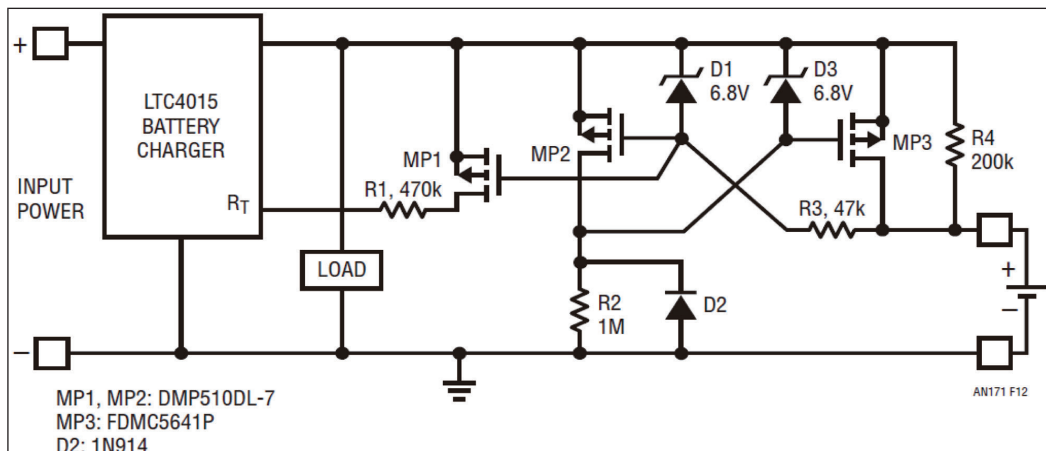 +
LTC4015
BATTERY
CHARGER
RT
INPUT
POWER
−
MP1
R1, 470k
LOAD
MP2
D1
6.8V
D3
6.8V
MP3
R4
200k
R3, 47k
R2
1M
D2
+
−
AN171 F12
MP1, MP2: DMP510DL-7
MP3: FDMC5641P
D2: 1N914